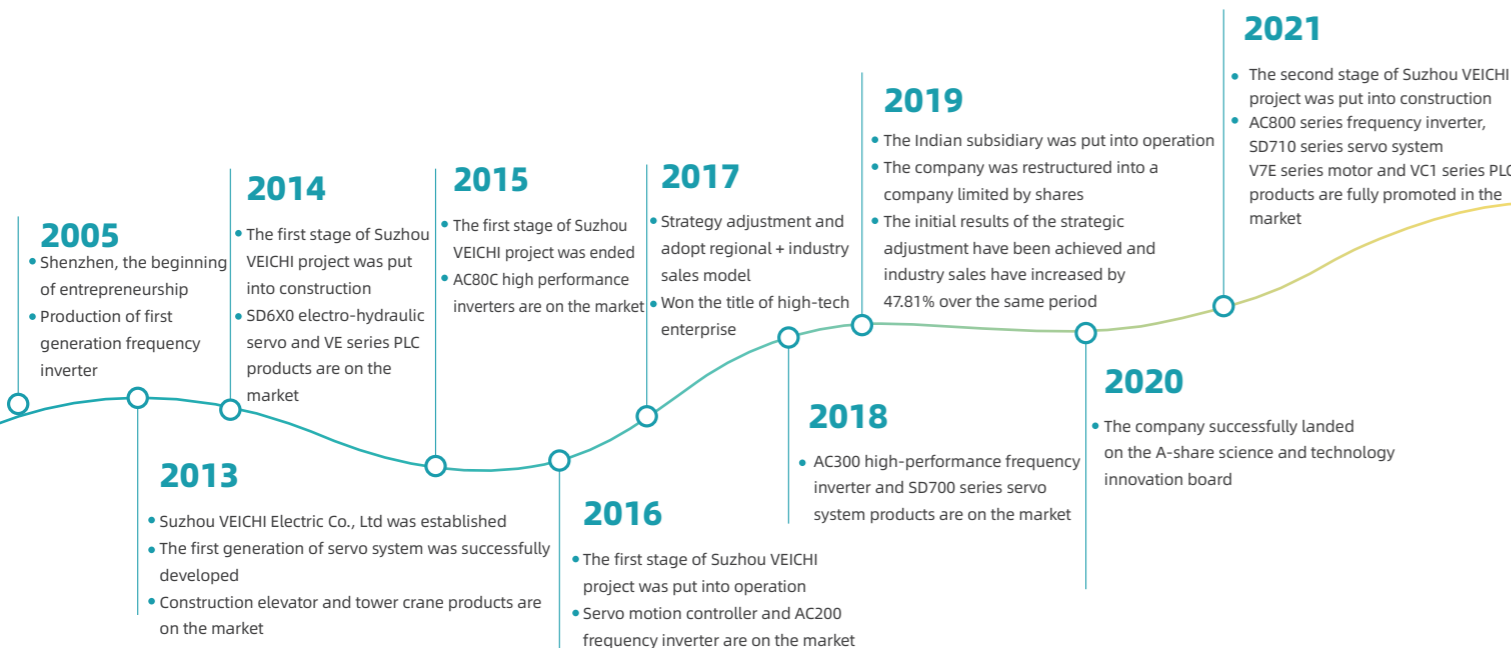 2005
Shenzhen, the beginning
of entrepreneurship
Production of first
generation frequency
inverter
2013
Suzhou VEICHI Electric Co., Ltd was established
The first generation of servo system was successfully
developed
Construction elevator and tower crane products are
on the market
2014
The first stage of Suzhou
VEICHI project was put
into construction
SD6X0 electro-hydraulic
servo and VE series PLC
products are on the
market
2015
The first stage of Suzhou
VEICHI project was ended
AC80C high performance
inverters are on the market
2016
The first stage of Suzhou VEICHI
project was put into operation
Servo motion controller and AC200
frequency inverter are on the market
2017
Strategy adjustment and
adopt regional + industry
sales model
Won the title of high-tech
enterprise
2018
AC300 high-performance frequency
inverter and SD700 series servo
system products are on the market
2019
The Indian subsidiary was put into operation
The company was restructured into a
company limited by shares
The initial results of the strategic
adjustment have been achieved and
industry sales have increased by
47.81% over the same period
2020
The company successfully landed
on the A-share science and technology
innovation board
2021
The second stage of Suzhou VEICHI
project was put into construction
AC800 series frequency inverter,
SD710 series servo system
V7E series motor and VC1 series PLC
products are fully promoted in the
market